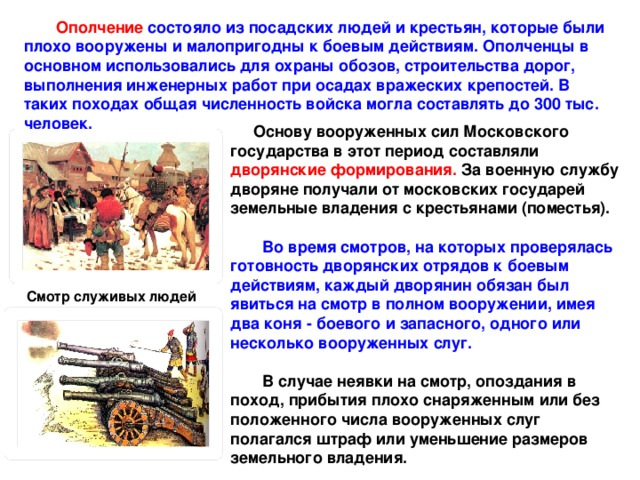 Ополчение состояло из посадских людей и крестьян, которые были
плохо вооружены и малопригодны к боевым действиям. Ополченцы в
основном использовались для охраны обозов, строительства дорог,
выполнения инженерных работ при осадах вражеских крепостей. В
таких походах общая численность войска могла составлять до 300 тыс.
человек.
Основу вооруженных сил Московского
государства в этот период составляли
дворянские формирования. За военную службу
дворяне получали от московских государей
земельные владения с крестьянами (поместья).
Во время смотров, на которых проверялась
готовность дворянских отрядов к боевым
действиям, каждый дворянин обязан был
явиться на смотр в полном вооружении, имея
два коня - боевого и запасного, одного или
несколько вооруженных слуг.
В случае неявки на смотр, опоздания в
поход, прибытия плохо снаряженным или без
положенного числа вооруженных слуг
полагался штраф или уменьшение размеров
земельного владения.
Смотр служивых людей